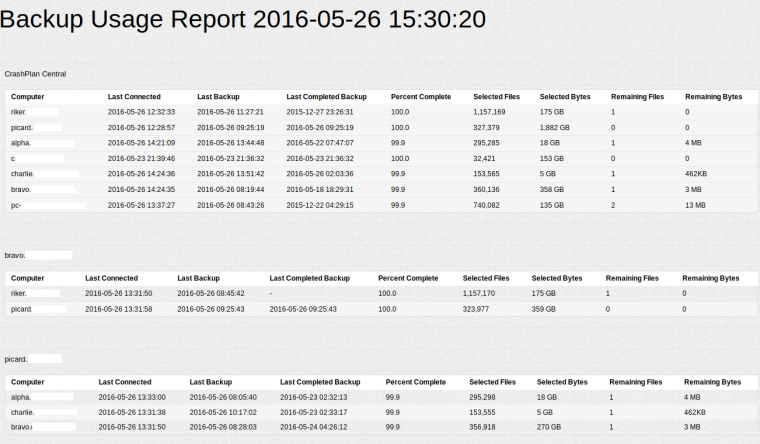 Backup Usage Report 2016-05-26 15:30:20
CrashPlan Central
Computer Last Connected Last Backup Last Completed Backup Percent Complete Selected Files Selected Bytes Remaining Files Remaining Bytes
riker. 2016-05-26 12:32:33 2016-05-26 11:27:21 2015-12-27 23:26:31 100.0 1,157,169 175 GB 1 0
picard. 2016-05-26 12:28:57 2016-05-26 09:25:19 2016-05-26 09:25:19 100.0 327,379 1,882 GB 0 0
alpha. 2016-05-26 14:21:09 2016-05-26 13:44:48 2016-05-22 07:47:07 99.9 295,285 18 GB 1 4 MB
c 2016-05-23 21:39:46 2016-05-23 21:36:32 2016-05-23 21:36:32 100.0 32,421 153 GB 0 0
charlie. 2016-05-26 14:24:36 2016-05-26 13:51:42 2016-05-26 02:03:36 99.9 153,565 5 GB 1 462KB
bravo. 2016-05-26 14:24:35 2016-05-26 08:19:44 2016-05-18 18:29:31 99.9 360,136 358 GB 1 3 MB
pc- 2016-05-26 13:37:27 2016-05-26 08:43:26 2015-12-22 04:29:15 99.9 740,082 135 GB 2 13 MB
bravo.
Computer Last Connected Last Backup Last Completed Backup Percent Complete Selected Files Selected Bytes Remaining Files Remaining Bytes
riker. 2016-05-26 13:31:50 2016-05-26 08:45:42 - 100.0 1,157,170 175 GB 1 0
picard. 2016-05-26 13:31:58 2016-05-26 09:25:43 2016-05-26 09:25:43 100.0 323,977 359 GB 0 0
picard.
Computer Last Connected Last Backup Last Completed Backup Percent Complete Selected Files Selected Bytes Remaining Files Remaining Bytes
alpha. 2016-05-26 13:33:00 2016-05-26 08:05:40 2016-05-23 02:32:13 99.9 295,298 18 GB 1 4 MB
charlie. 2016-05-26 13:31:38 2016-05-26 10:17:02 2016-05-23 02:33:17 99.9 153,555 5 GB 1 462KB
bravo. 2016-05-26 13:31:50 2016-05-26 08:28:03 2016-05-24 04:26:12 99.9 356,918 270 GB 1 3 MB